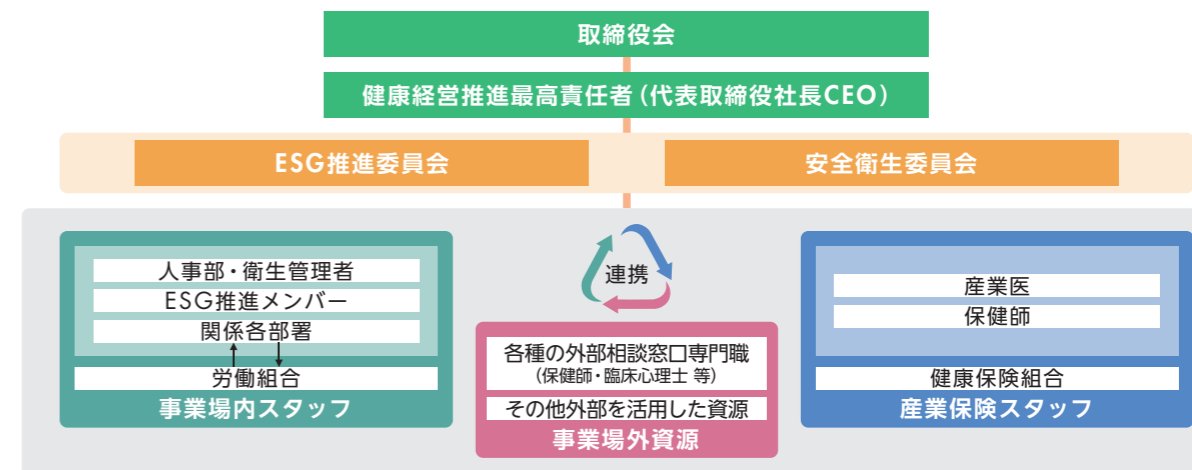 取締役会
健康経営推進最高責任者（代表取締役社長CEO）
ESG推進委員会
安全衛生委員会
人事部・衛生管理者
ESG推進メンバー
関係各部署
労働組合
事業場内スタッフ
連携
各種の外部相談窓口専門職
（保健師・臨床心理士 等）
その他外部を活用した資源
事業場外資源
産業医
保健師
健康保険組合
産業保険スタッフ